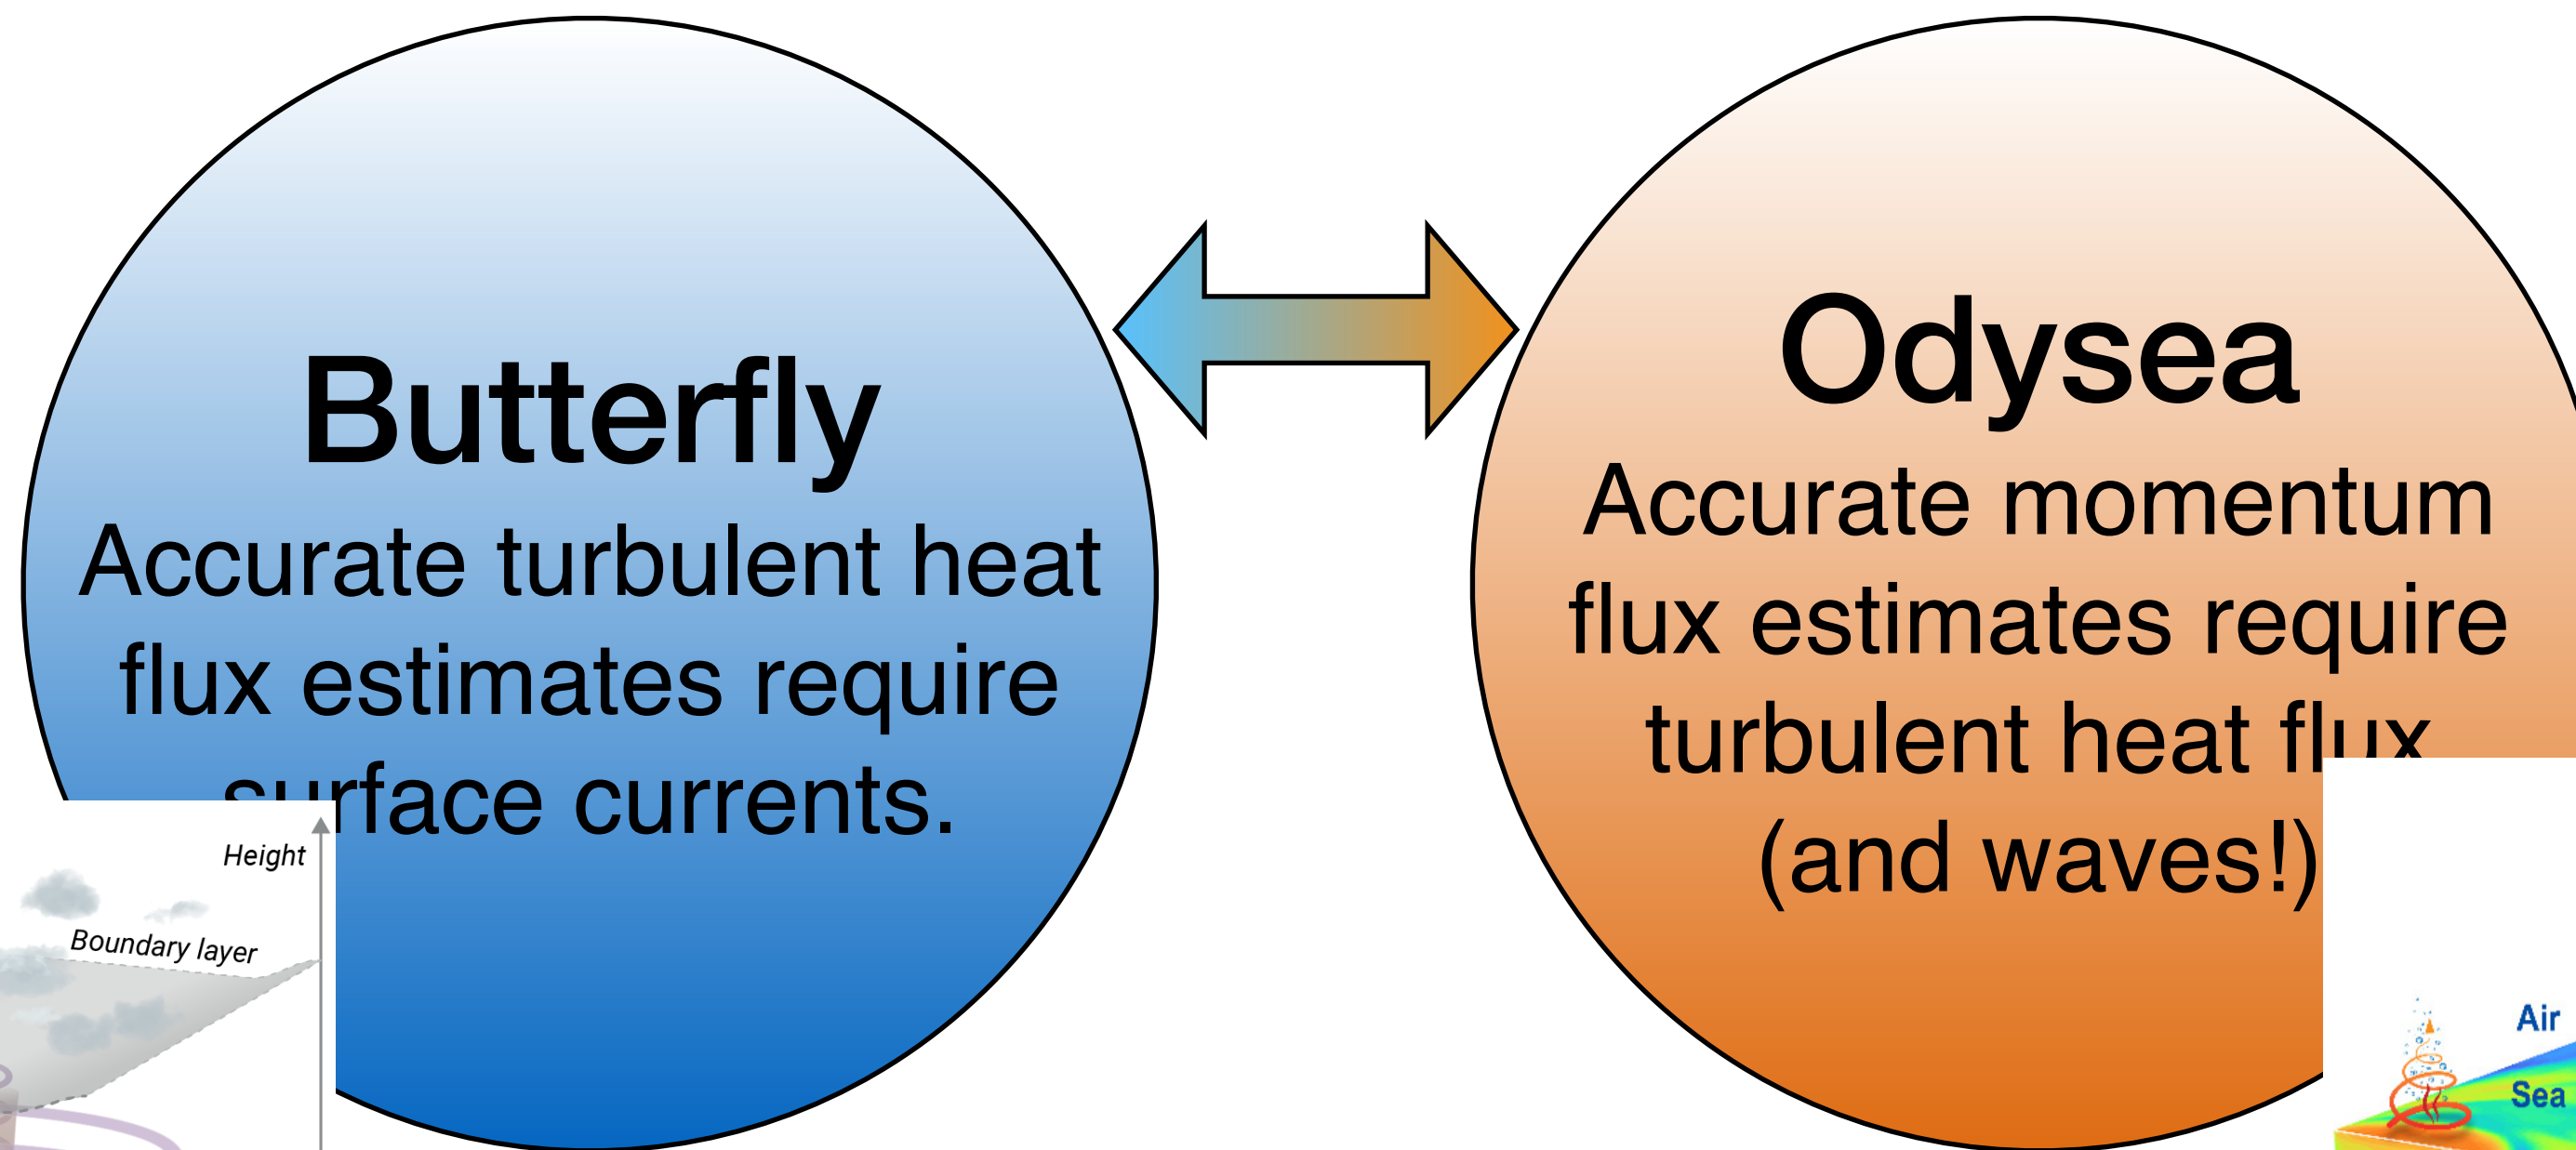 Butterfly
Accurate turbulent heat
flux estimates require
surface currents.
Odysea
Accurate momentum
flux estimates require
turbulent heat flux
(and waves!)
Height
Boundary layer
Air
Sea